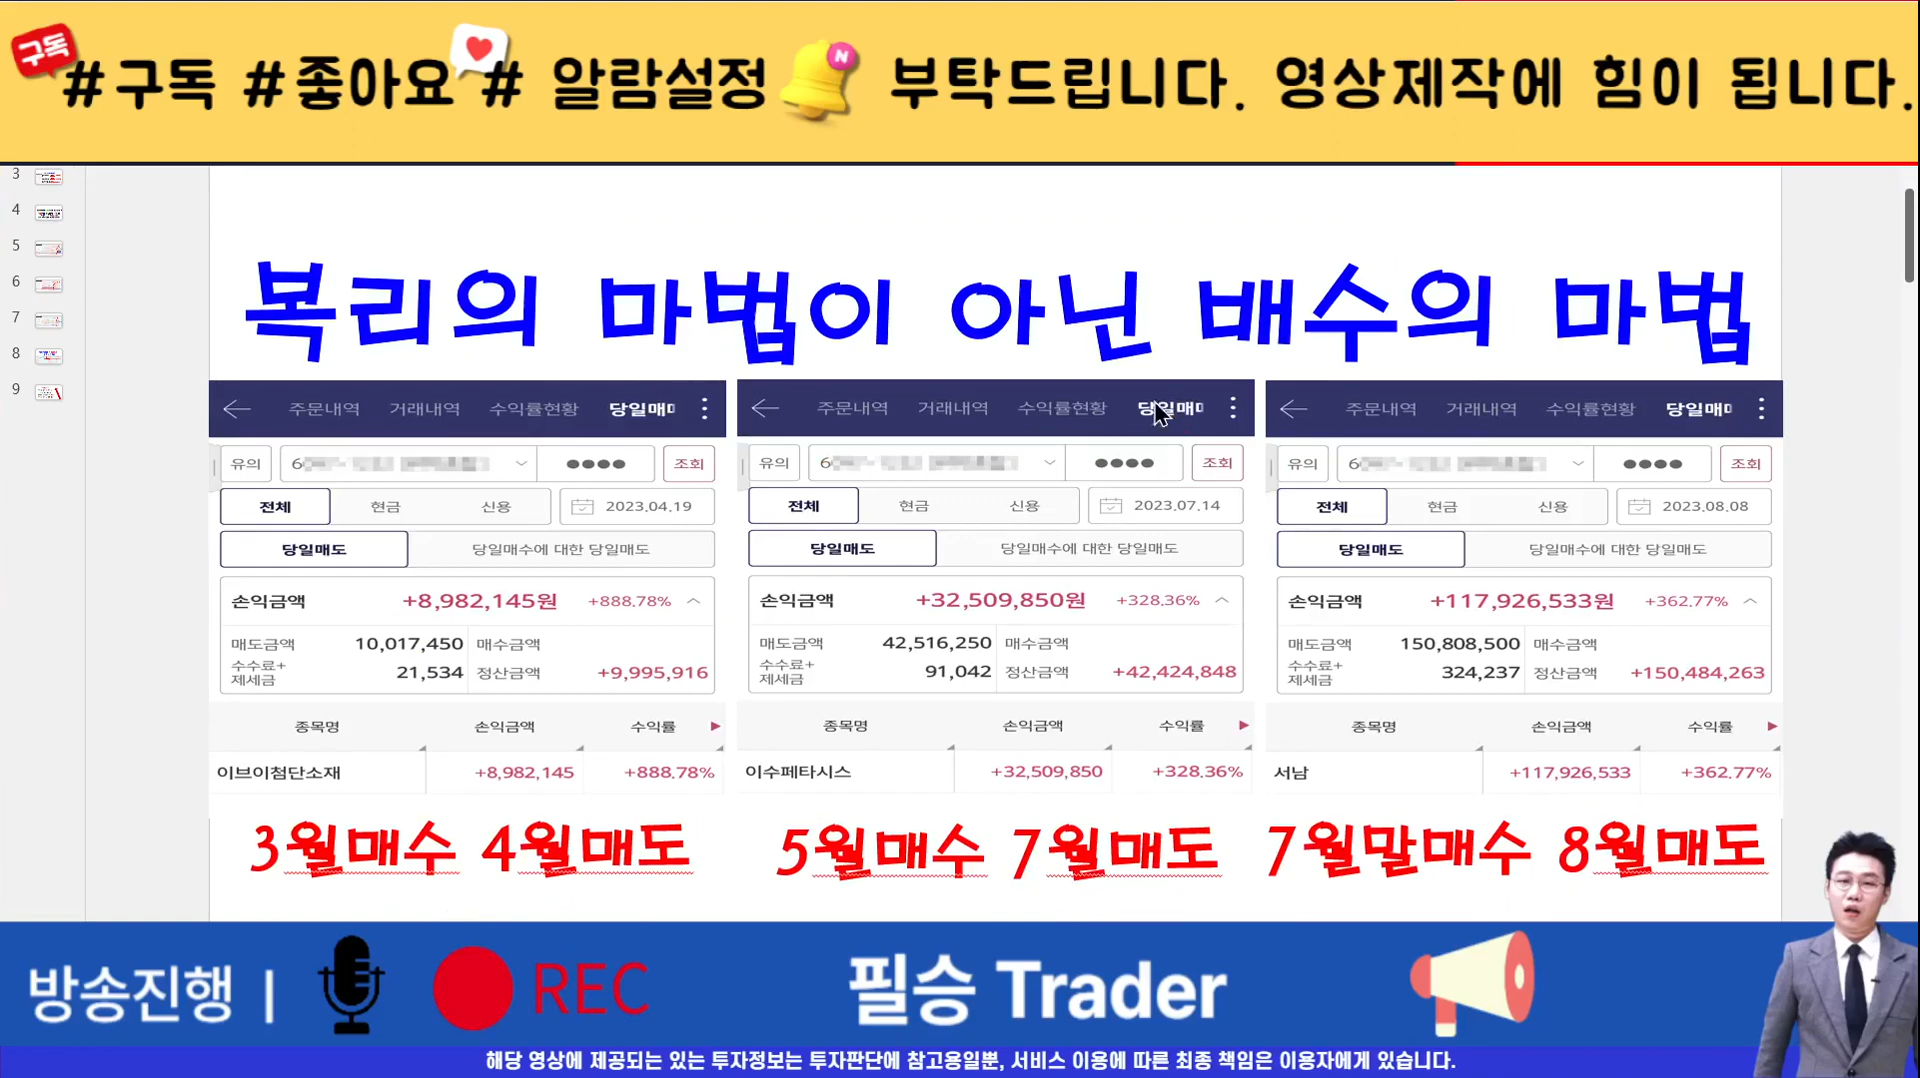 구독
#구독 #좋아요 # 알람설정 N 부탁드립니다. 영상제작에 힘이 됩니다.
3
4
5
6
7
8
9
복리의 마법이 아닌 배수의 마법
주문내역 거래내역 수익률현황 당일매
유의 6 ●●●● 조회
전체 현금 신용 2023.04.19
당일매도 당일매수에 대한 당일매도
손익금액 +8,982,145원 +888.78%
매도금액 10,017,450 매수금액
수수료+
제세금 21,534 정산금액 +9,995,916
종목명 손익금액 수익률
이브이첨단소재 +8,982,145 +888.78%
3월매수 4월매도
주문내역 거래내역 수익률현황 당일매
유의 6 ●●●● 조회
전체 현금 신용 2023.07.14
당일매도 당일매수에 대한 당일매도
손익금액 +32,509,850원 +328.36%
매도금액 42,516,250 매수금액
수수료+
제세금 91,042 정산금액 +42,424,848
종목명 손익금액 수익률
이수페타시스 +32,509,850 +328.36%
5월매수 7월매도
주문내역 거래내역 수익률현황 당일매
유의 6 ●●●● 조회
전체 현금 신용 2023.08.08
당일매도 당일매수에 대한 당일매도
손익금액 +117,926,533원 +362.77%
매도금액 150,808,500 매수금액
수수료+
제세금 324,237 정산금액 +150,484,263
종목명 손익금액 수익률
서남 +117,926,533 +362.77%
7월말매수 8월매도
방송진행 | REC 필승 Trader
해당 영상에 제공되는 있는 투자정보는 투자판단에 참고용일뿐, 서비스 이용에 따른 최종 책임은 이용자에게 있습니다.